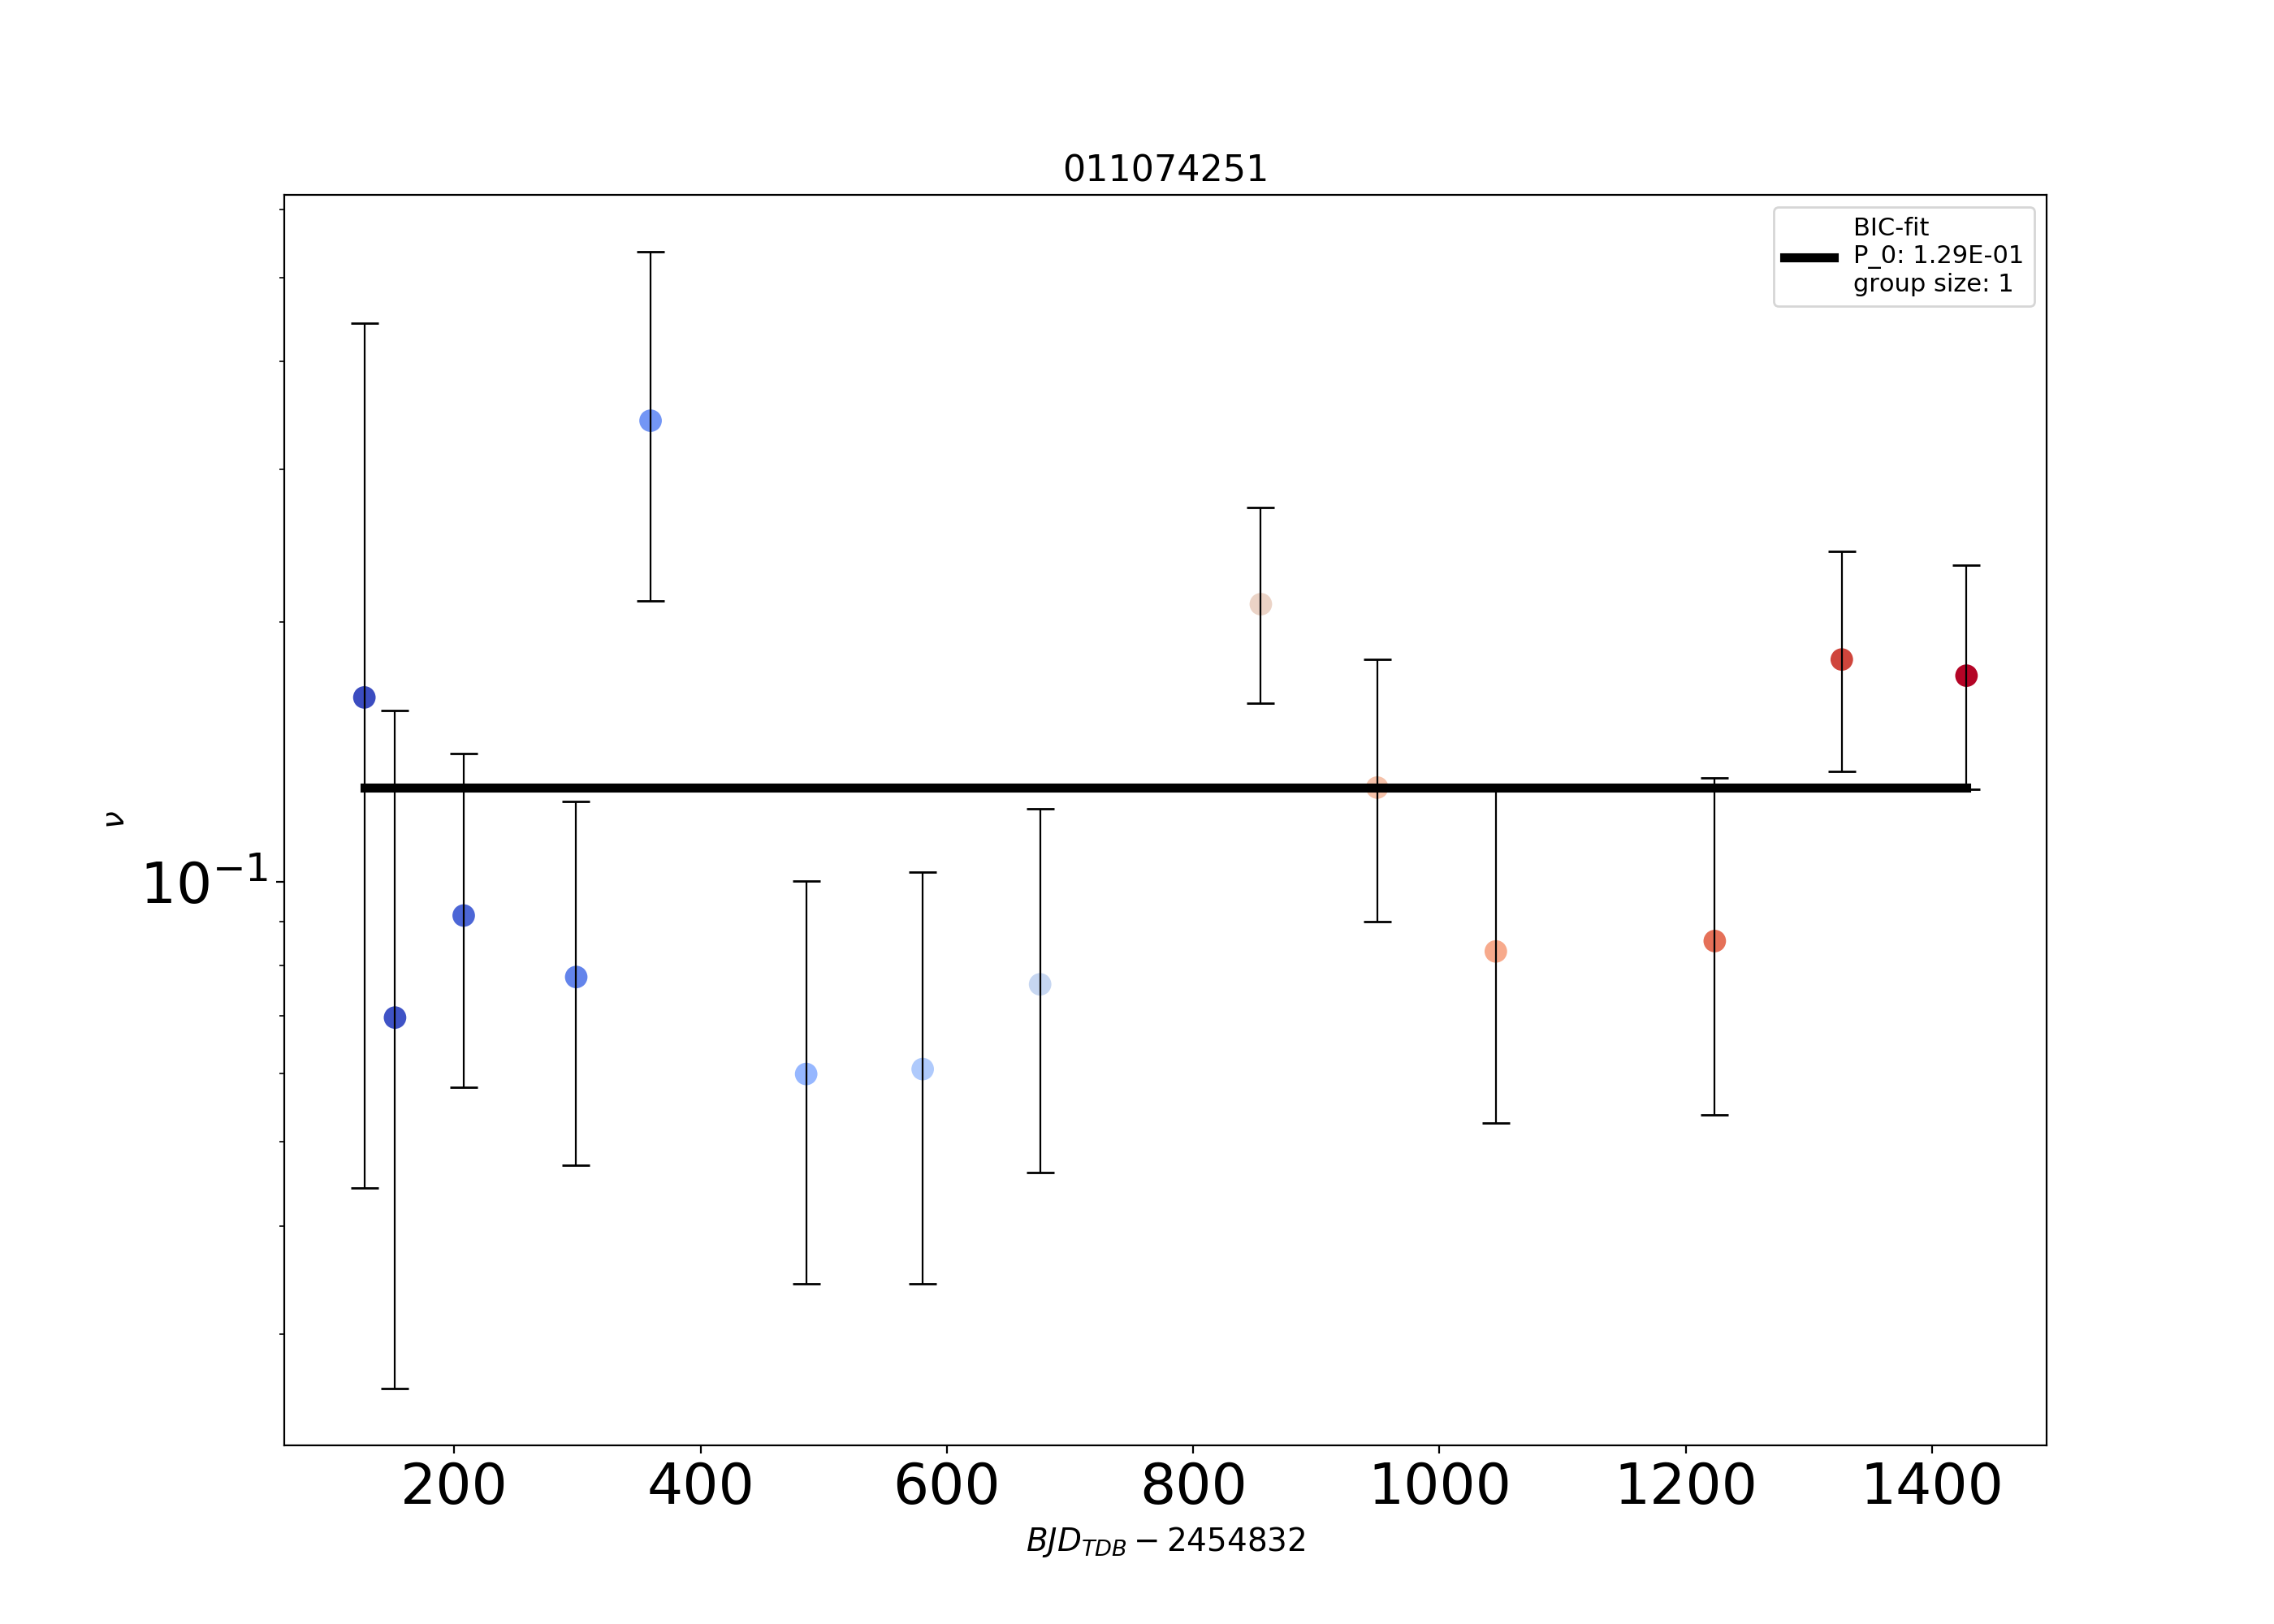 011074251
BIC-fit
P_0: 1.29E-01
group size: 1
ν
10⁻¹
200 400 600 800 1000 1200 1400
BJD_TDB − 2454832